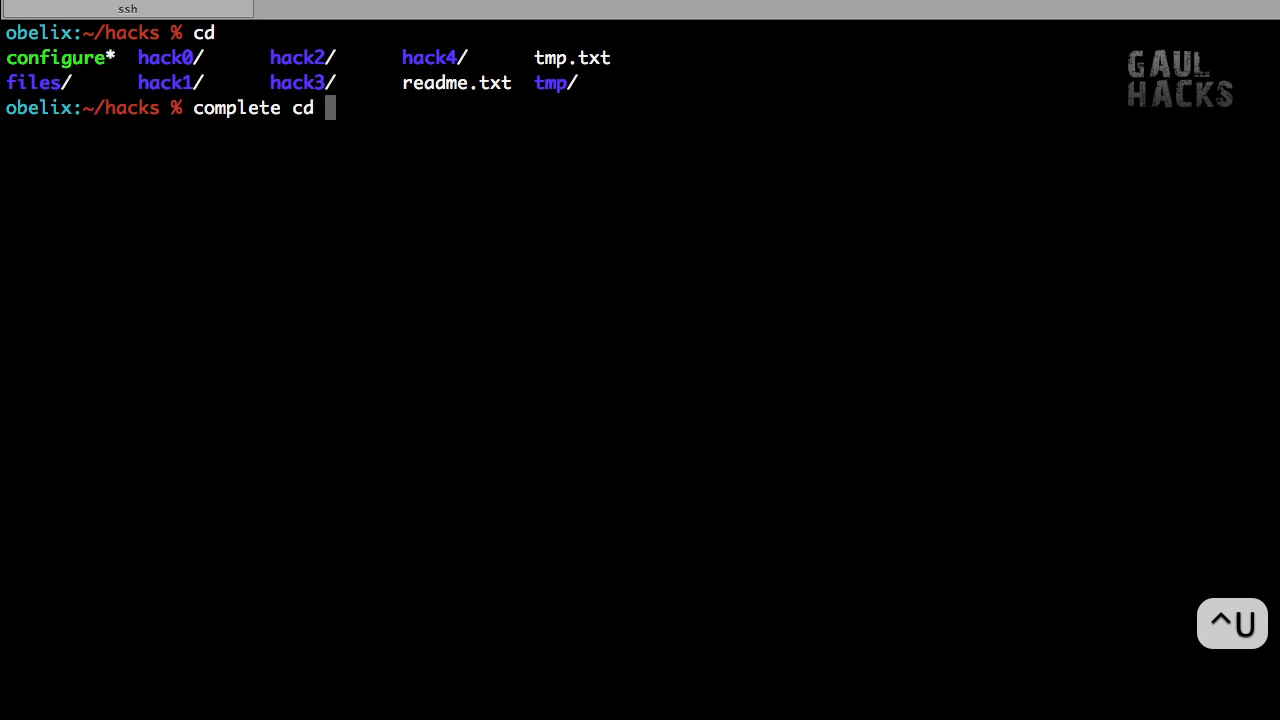 ssh
obelix:~/hacks % cd
configure* hack0/ hack2/ hack4/ tmp.txt
files/ hack1/ hack3/ readme.txt tmp/
obelix:~/hacks % complete cd
GAUL
HACKS
^U